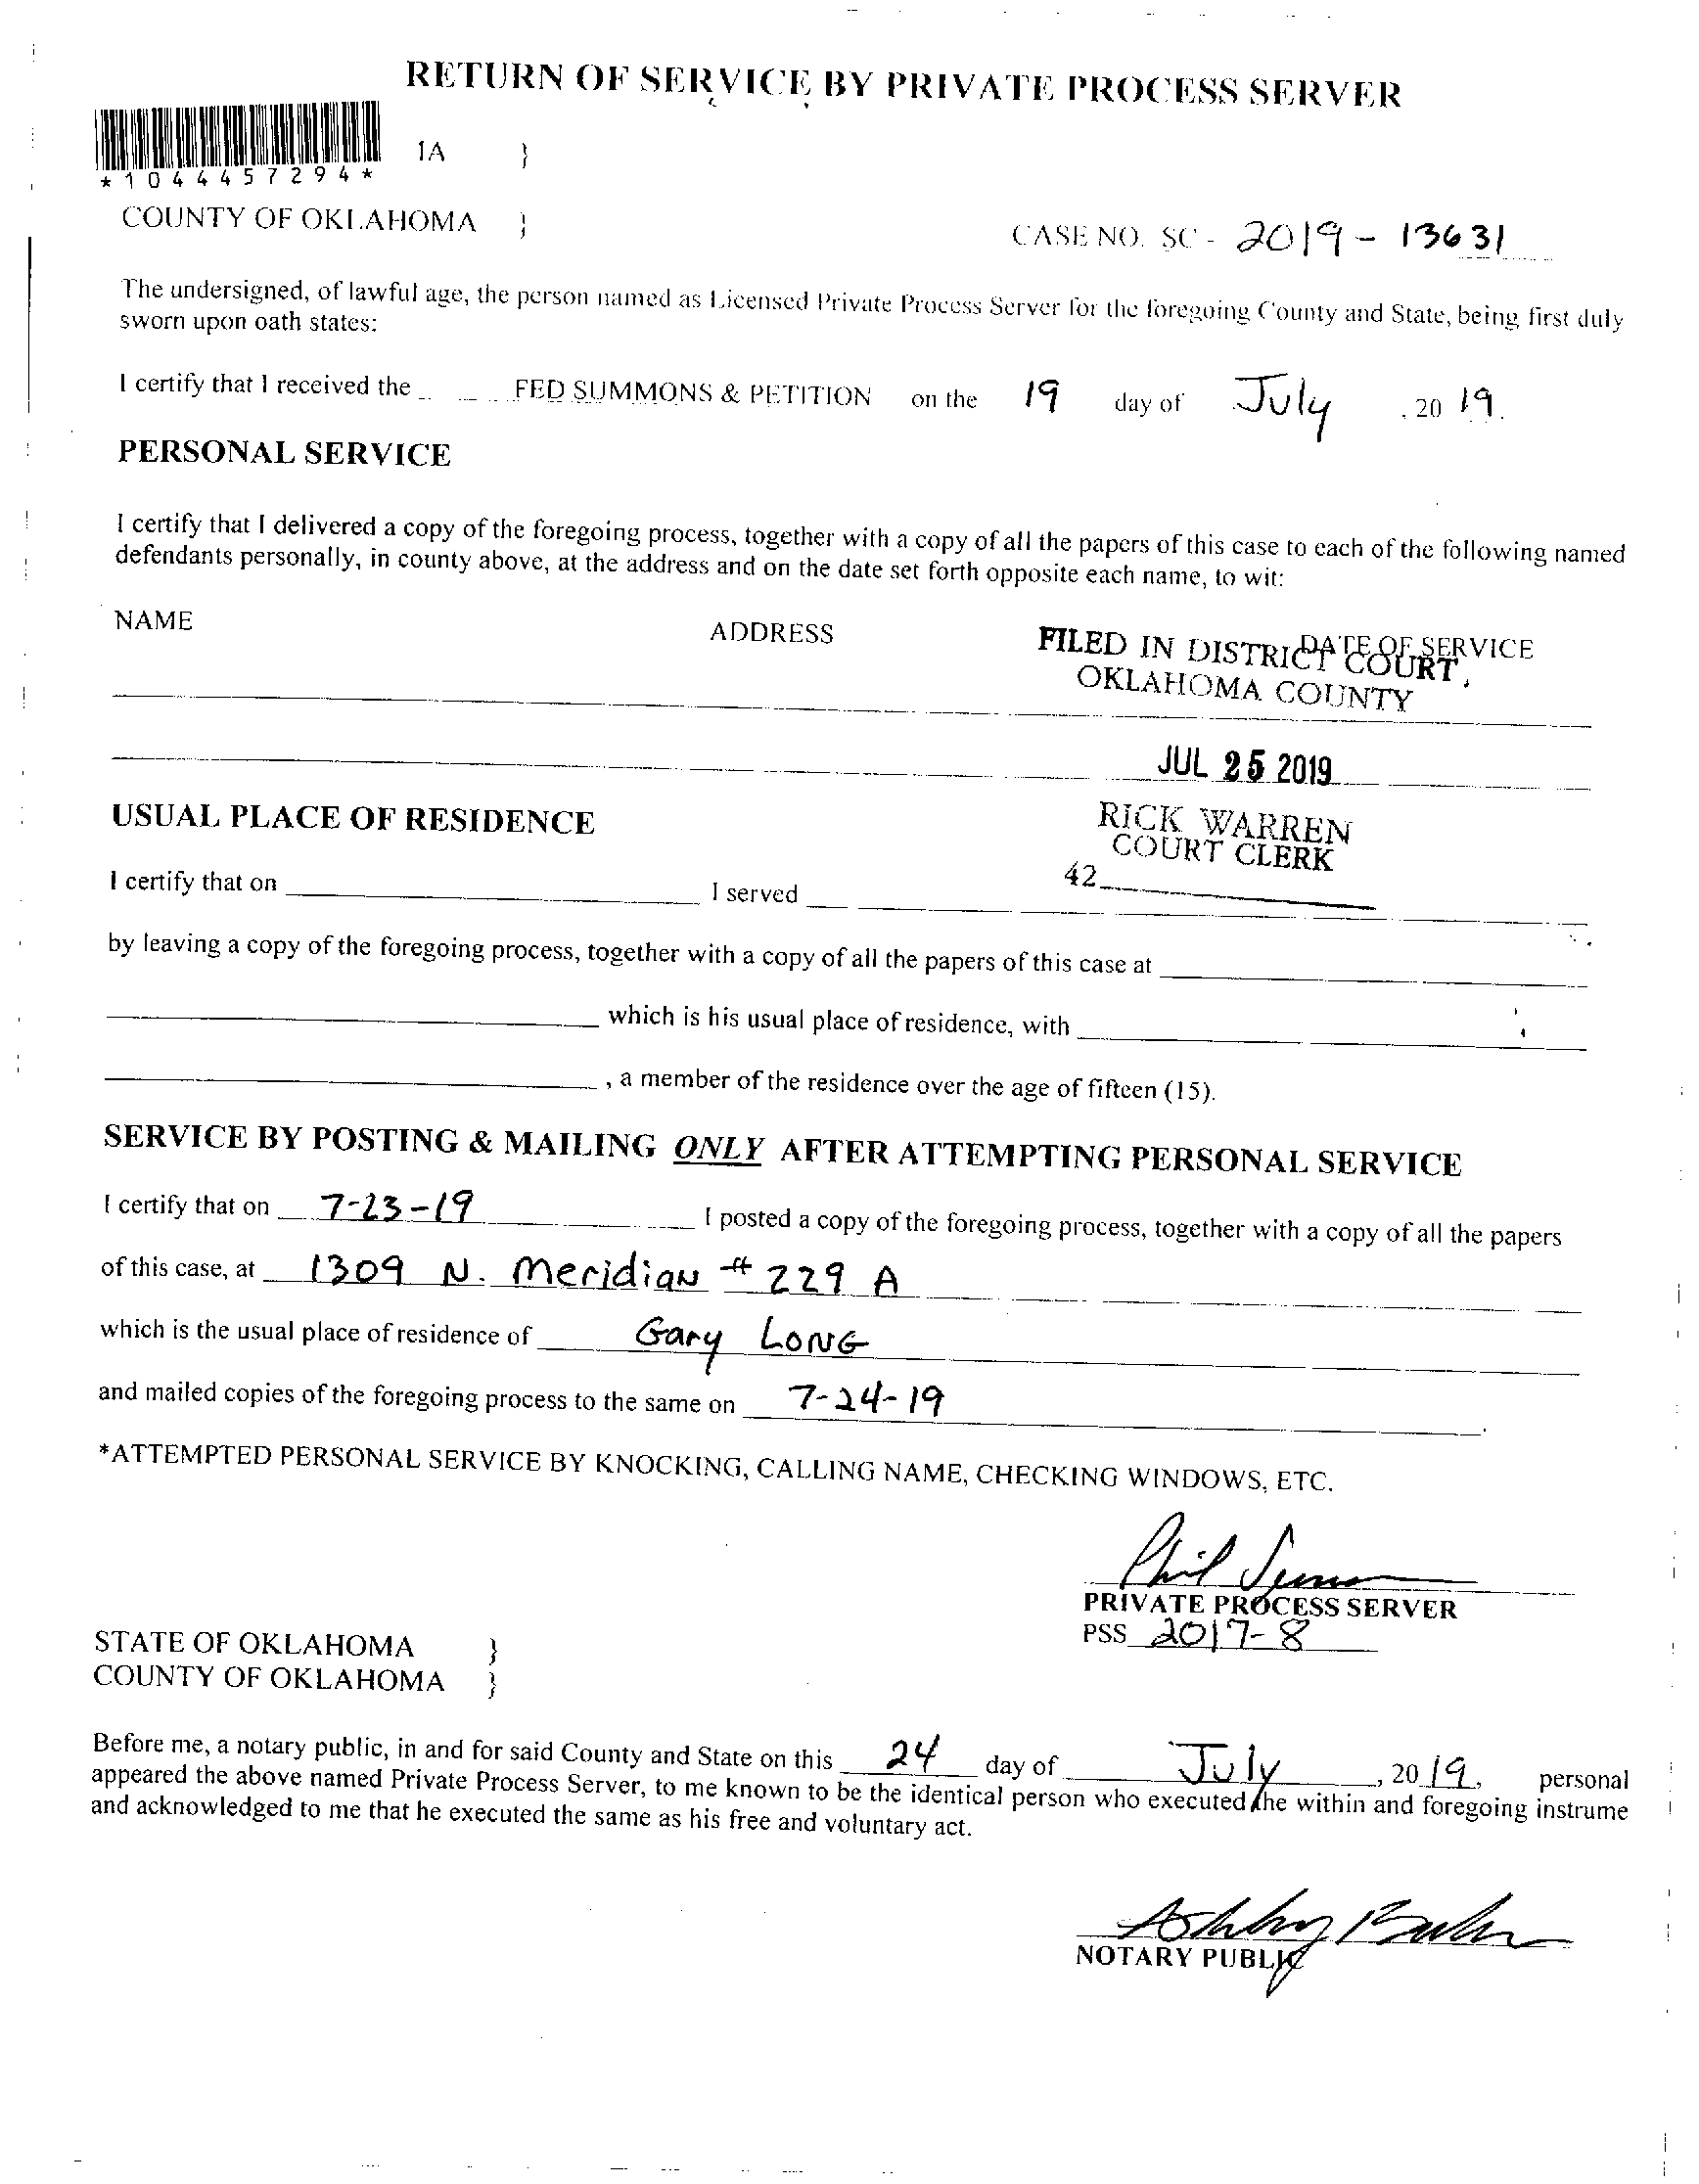 RETURN OF SERVICE BY PRIVATE PROCESS SERVER
1A }
*1044457294*
COUNTY OF OKLAHOMA }
CASE NO. SC - 2019 - 13631
The undersigned, of lawful age, the person named as Licensed Private Process Server for the foregoing County and State, being first duly
sworn upon oath states:
I certify that I received the FED SUMMONS & PETITION on the 19 day of July , 20 19.
PERSONAL SERVICE
I certify that I delivered a copy of the foregoing process, together with a copy of all the papers of this case to each of the following named
defendants personally, in county above, at the address and on the date set forth opposite each name, to wit:
NAME ADDRESS DATE OF SERVICE
FILED IN DISTRICT COURT
OKLAHOMA COUNTY
JUL 25 2019
RICK WARREN
COURT CLERK
42
USUAL PLACE OF RESIDENCE
I certify that on I served
by leaving a copy of the foregoing process, together with a copy of all the papers of this case at
which is his usual place of residence, with
, a member of the residence over the age of fifteen (15).
SERVICE BY POSTING & MAILING ONLY AFTER ATTEMPTING PERSONAL SERVICE
I certify that on 7-23-19 I posted a copy of the foregoing process, together with a copy of all the papers
of this case, at 1309 N. Meridian # 229 A
which is the usual place of residence of Gary LONG
and mailed copies of the foregoing process to the same on 7-24-19
*ATTEMPTED PERSONAL SERVICE BY KNOCKING, CALLING NAME, CHECKING WINDOWS, ETC.
Phil
PRIVATE PROCESS SERVER
PSS 2017-8
STATE OF OKLAHOMA }
COUNTY OF OKLAHOMA }
Before me, a notary public, in and for said County and State on this 24 day of July , 20 19, personal
appeared the above named Private Process Server, to me known to be the identical person who executed the within and foregoing instrume
and acknowledged to me that he executed the same as his free and voluntary act.
NOTARY PUBLIC